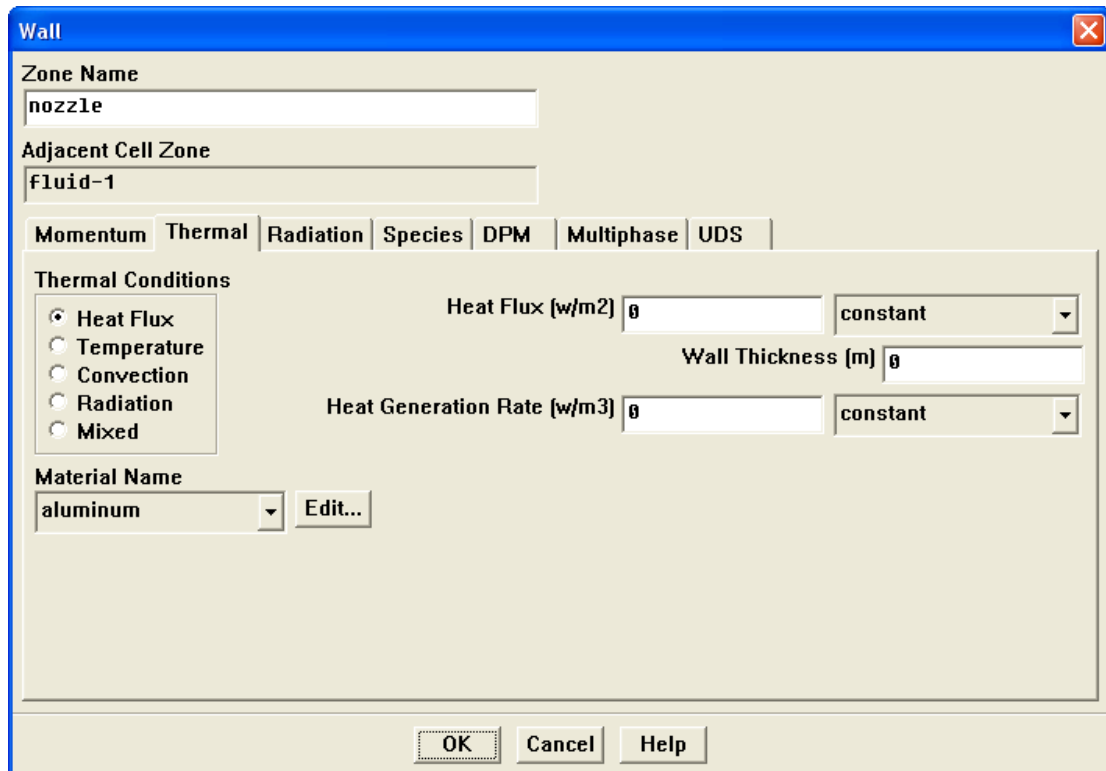 Wall
Zone Name
nozzle
Adjacent Cell Zone
fluid-1
Momentum Thermal Radiation Species DPM Multiphase UDS
Thermal Conditions
Heat Flux
Temperature
Convection
Radiation
Mixed
Heat Flux (w/m2) 0 constant
Wall Thickness (m) 0
Heat Generation Rate (w/m3) 0 constant
Material Name
aluminum Edit...
OK Cancel Help